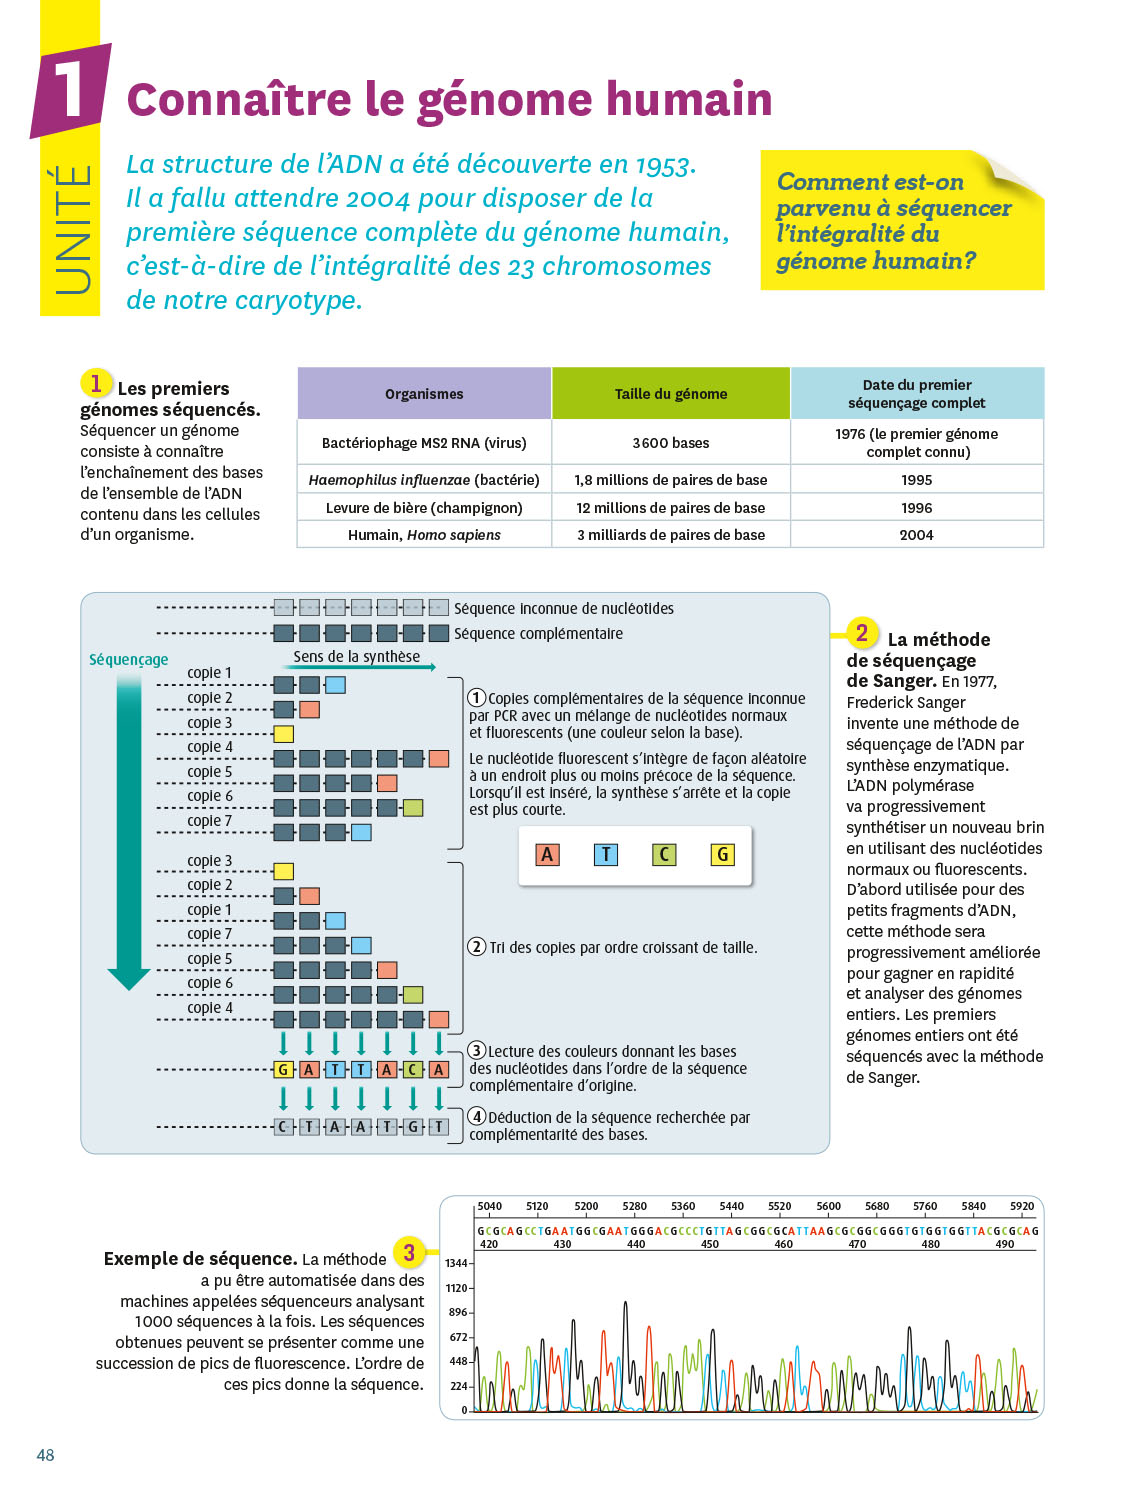 1
UNITÉ
Connaître le génome humain
La structure de l'ADN a été découverte en 1953.
Il a fallu attendre 2004 pour disposer de la
première séquence complète du génome humain,
c'est-à-dire de l'intégralité des 23 chromosomes
de notre caryotype.
Comment est-on
parvenu à séquencer
l'intégralité du
génome humain?
1 Les premiers
génomes séquencés.
Séquencer un génome
consiste à connaître
l'enchaînement des bases
de l'ensemble de l'ADN
contenu dans les cellules
d'un organisme.
Organismes Taille du génome Date du premier
séquençage complet
Bactériophage MS2 RNA (virus) 3 600 bases 1976 (le premier génome
complet connu)
Haemophilus influenzae (bactérie) 1,8 millions de paires de base 1995
Levure de bière (champignon) 12 millions de paires de base 1996
Humain, Homo sapiens 3 milliards de paires de base 2004
Séquence inconnue de nucléotides
Séquence complémentaire
Séquençage
Sens de la synthèse
copie 1
copie 2
copie 3
copie 4
copie 5
copie 6
copie 7
1 Copies complémentaires de la séquence inconnue
par PCR avec un mélange de nucléotides normaux
et fluorescents (une couleur selon la base).
Le nucléotide fluorescent s'intègre de façon aléatoire
à un endroit plus ou moins précoce de la séquence.
Lorsqu'il est inséré, la synthèse s'arrête et la copie
est plus courte.
A T C G
copie 3
copie 2
copie 1
copie 7
copie 5
copie 6
copie 4
2 Tri des copies par ordre croissant de taille.
G A T T A C A
3 Lecture des couleurs donnant les bases
des nucléotides dans l'ordre de la séquence
complémentaire d'origine.
C T A A T G T
4 Déduction de la séquence recherchée par
complémentarité des bases.
2 La méthode
de séquençage
de Sanger. En 1977,
Frederick Sanger
invente une méthode de
séquençage de l'ADN par
synthèse enzymatique.
L'ADN polymérase
va progressivement
synthétiser un nouveau brin
en utilisant des nucléotides
normaux ou fluorescents.
D'abord utilisée pour des
petits fragments d'ADN,
cette méthode sera
progressivement améliorée
pour gagner en rapidité
et analyser des génomes
entiers. Les premiers
génomes entiers ont été
séquencés avec la méthode
de Sanger.
Exemple de séquence. La méthode 3
a pu être automatisée dans des
machines appelées séquenceurs analysant
1000 séquences à la fois. Les séquences
obtenues peuvent se présenter comme une
succession de pics de fluorescence. L'ordre de
ces pics donne la séquence.
5040 5120 5200 5280 5360 5440 5520 5600 5680 5760 5840 5920
GCGCAGCCTGAATGGCGAATGGGACGCCCTGTTAGCGGCGCATTAAGCGCGGCGGGTGTGGTGGTTACGCGCAG
420 430 440 450 460 470 480 490
1344
1120
896
672
448
224
0
48